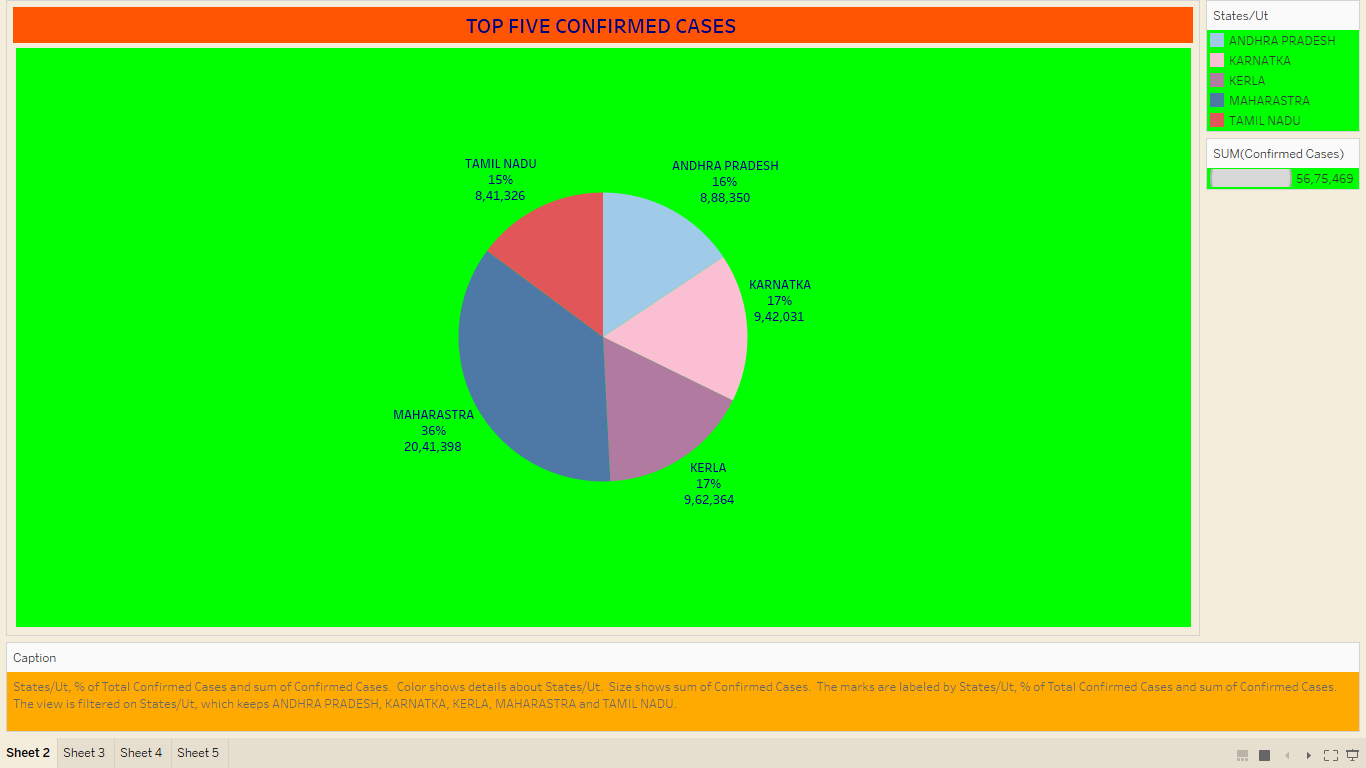 TOP FIVE CONFIRMED CASES
States/Ut
ANDHRA PRADESH
KARNATKA
KERLA
MAHARASTRA
TAMIL NADU
SUM(Confirmed Cases)
56,75,469
TAMIL NADU
15%
8,41,326
ANDHRA PRADESH
16%
8,88,350
KARNATKA
17%
9,42,031
MAHARASTRA
36%
20,41,398
KERLA
17%
9,62,364
Caption
States/Ut, % of Total Confirmed Cases and sum of Confirmed Cases.  Color shows details about States/Ut.  Size shows sum of Confirmed Cases.  The marks are labeled by States/Ut, % of Total Confirmed Cases and sum of Confirmed Cases.
The view is filtered on States/Ut, which keeps ANDHRA PRADESH, KARNATKA, KERLA, MAHARASTRA and TAMIL NADU.
Sheet 2 Sheet 3 Sheet 4 Sheet 5